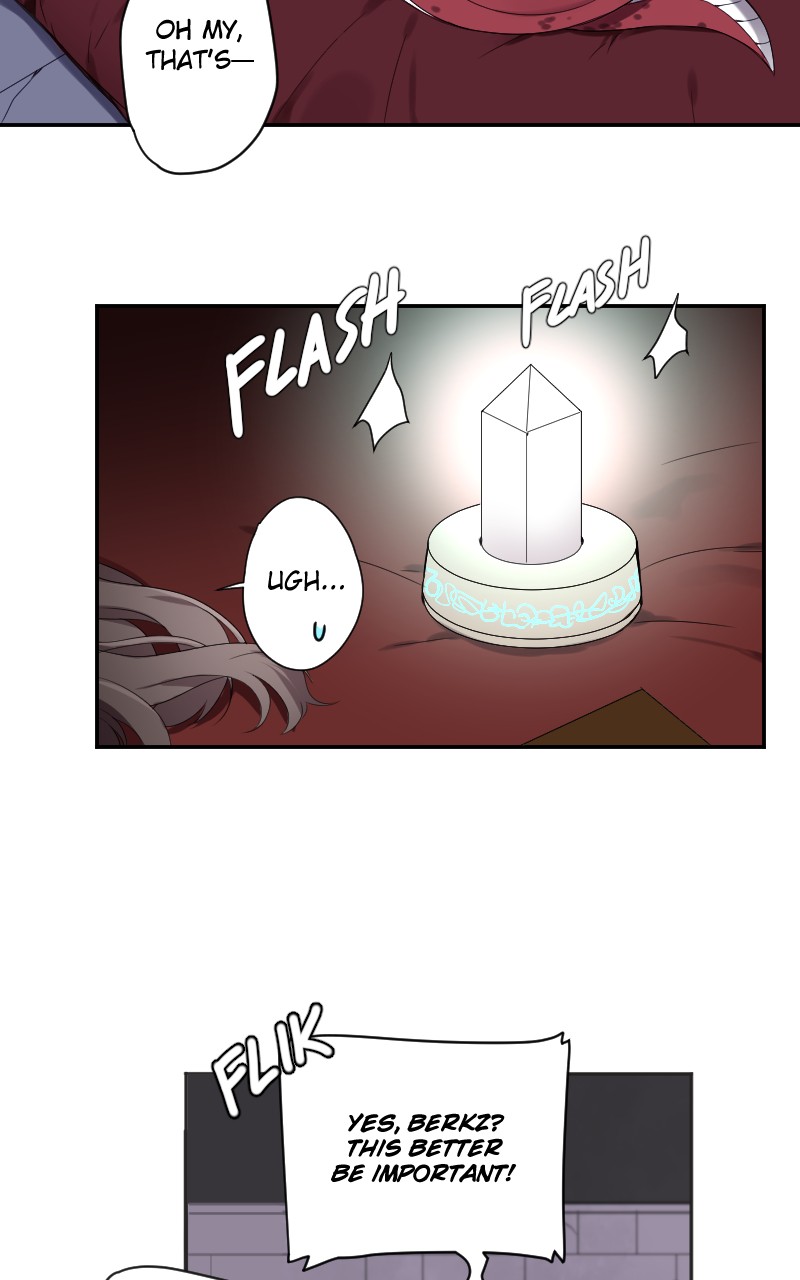 OH MY,
THAT'S—
FLASH
FLASH
UGH...
FLIK
YES, BERKZ?
THIS BETTER
BE IMPORTANT!